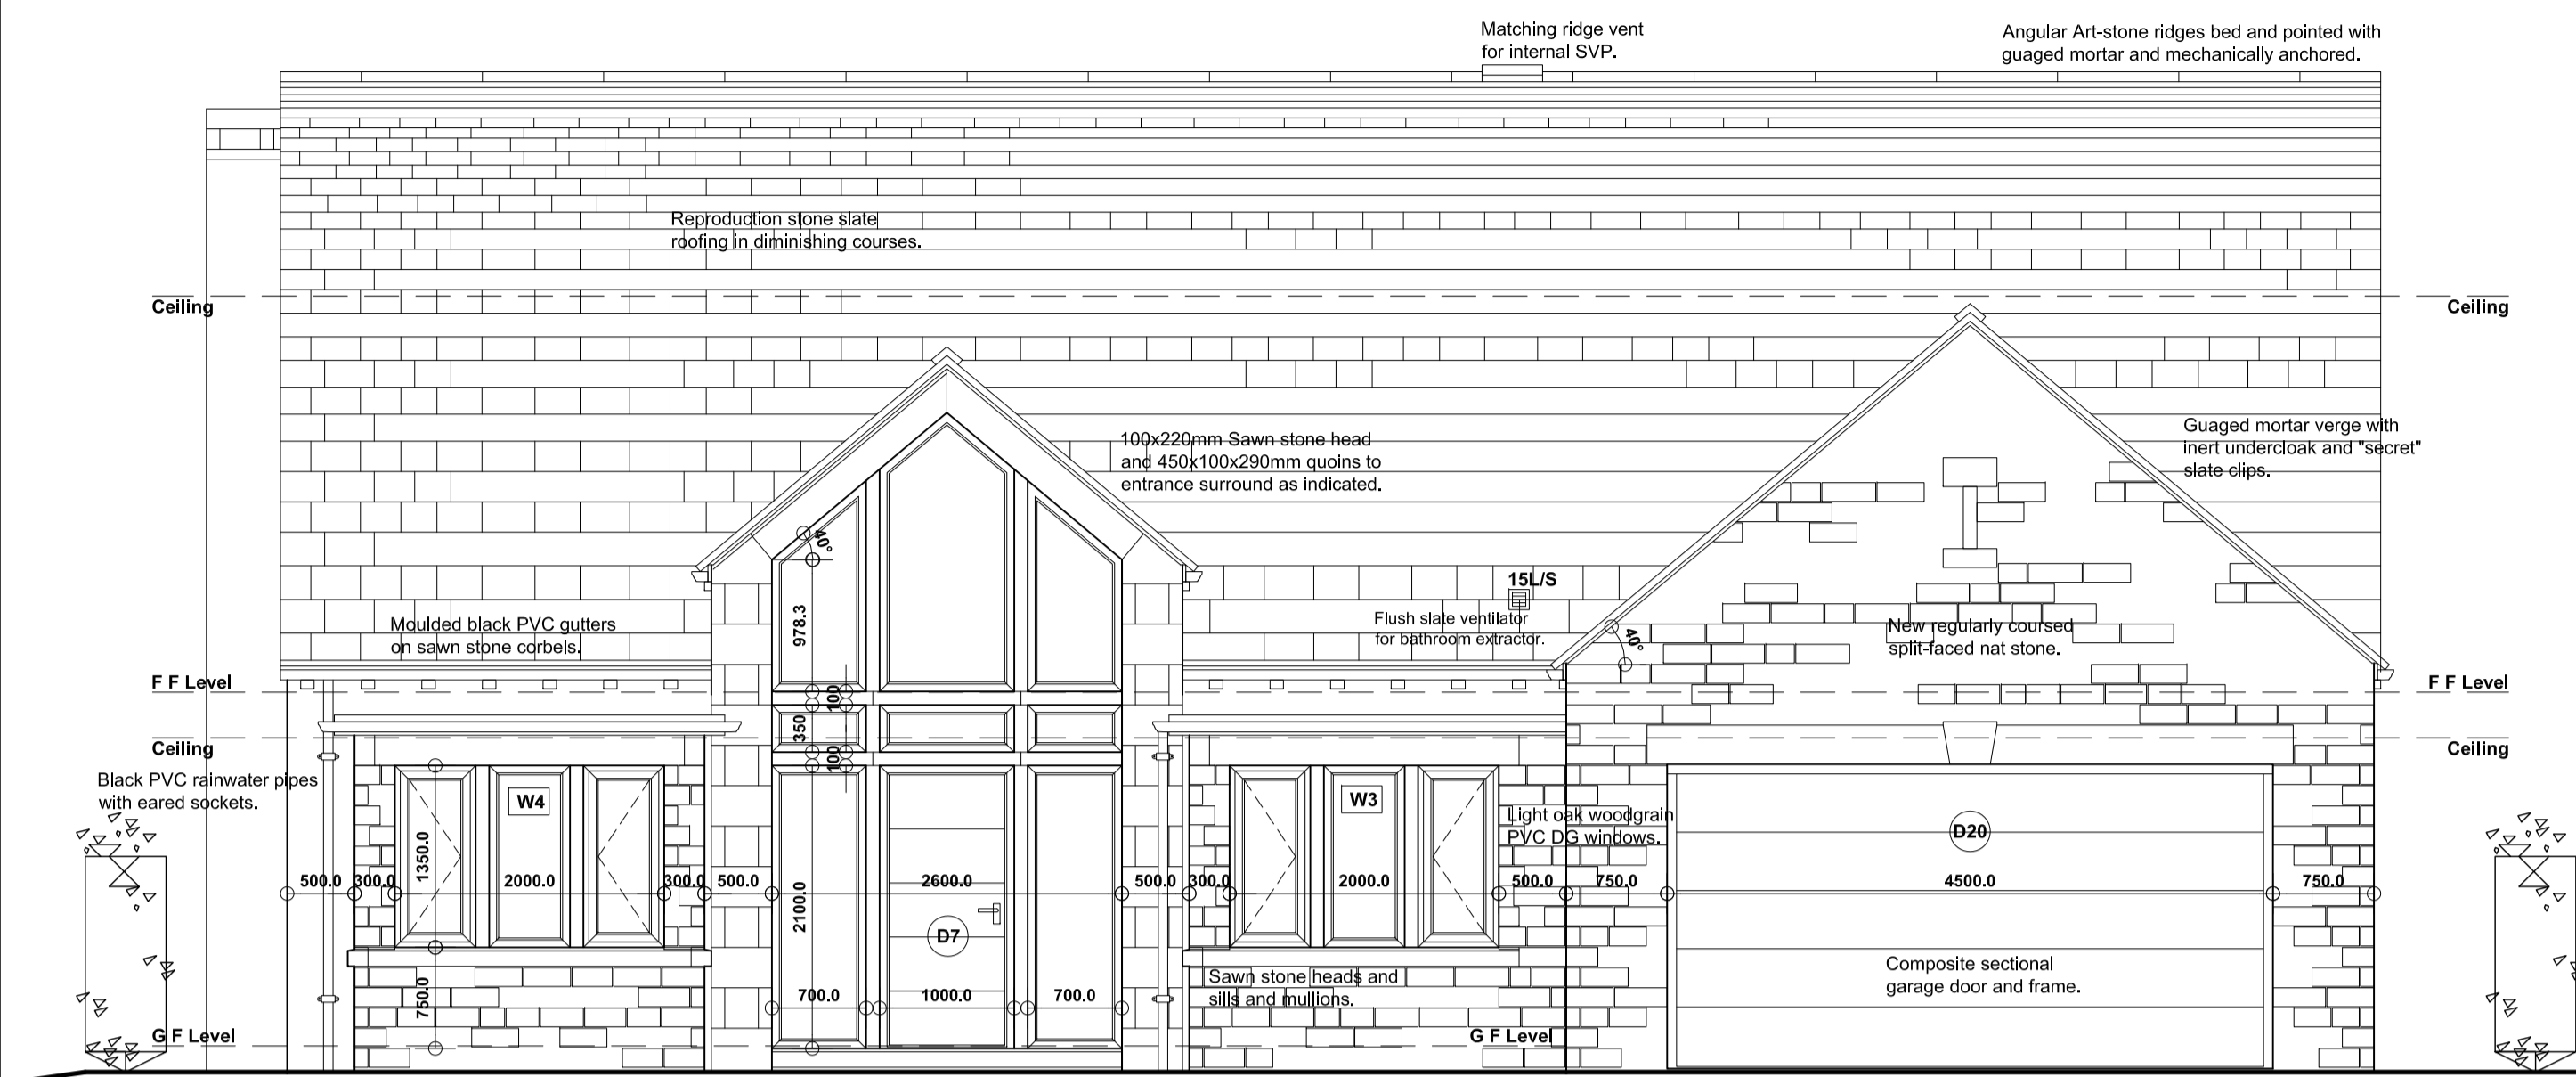 Matching ridge vent
for internal SVP.
Angular Art-stone ridges bed and pointed with
guaged mortar and mechanically anchored.
Reproduction stone slate
roofing in diminishing courses.
Ceiling
Ceiling
100x220mm Sawn stone head
and 450x100x290mm quoins to
entrance surround as indicated.
Guaged mortar verge with
inert undercloak and "secret"
slate clips.
40°
15L/S
978.3
Flush slate ventilator
for bathroom extractor.
40°
New regularly coursed
split-faced nat stone.
Moulded black PVC gutters
on sawn stone corbels.
F F Level
F F Level
100
350
100
Ceiling
Ceiling
Black PVC rainwater pipes
with eared sockets.
W4
W3
Light oak woodgrain
PVC DG windows.
D20
1350.0
500.0 300.0 2000.0 300.0 500.0 2600.0 500.0 300.0 2000.0 500.0 750.0 4500.0 750.0
2100.0
D7
Sawn stone heads and
sills and mullions.
Composite sectional
garage door and frame.
750.0
700.0 1000.0 700.0
G F Level
G F Level